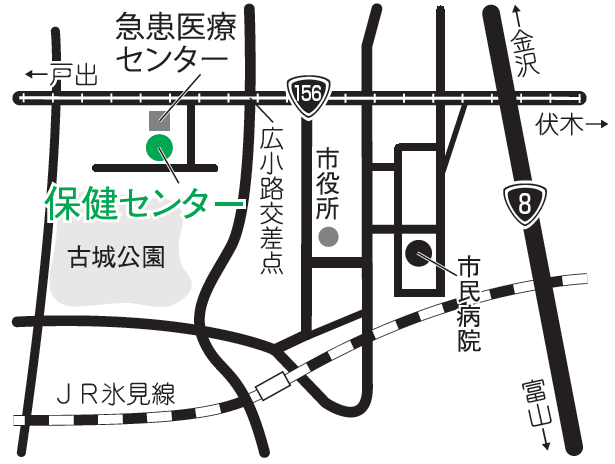 急患医療
センター
←戸出
↑
金沢
156
伏木→
広小路交差点
市役所
保健センター
8
古城公園
市民病院
JR氷見線
富山
↓